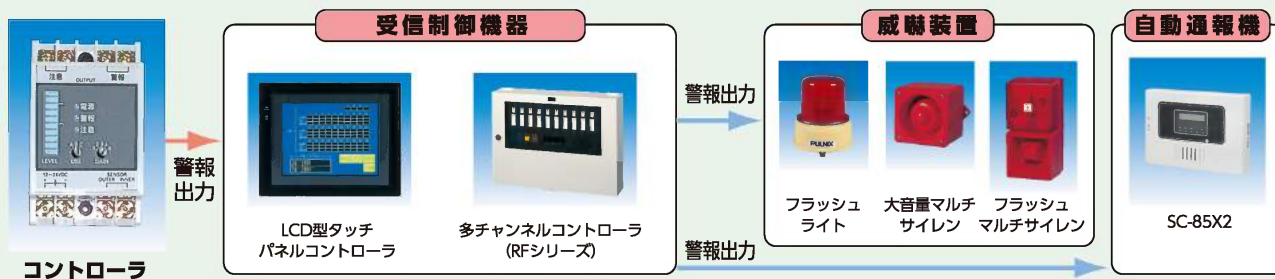 注意 OUTPUT 警報
電源
警報
注意
LEVEL
12~24VDC
SENSOR
OUTER INNER
コントローラ
警報
出力
受信制御機器
LCD型タッチ
パネルコントローラ
多チャンネルコントローラ
(RFシリーズ)
警報出力
警報出力
威嚇装置
PULNIX
フラッシュ
ライト
大音量マルチ
サイレン
フラッシュ
マルチサイレン
自動通報機
SC-85X2